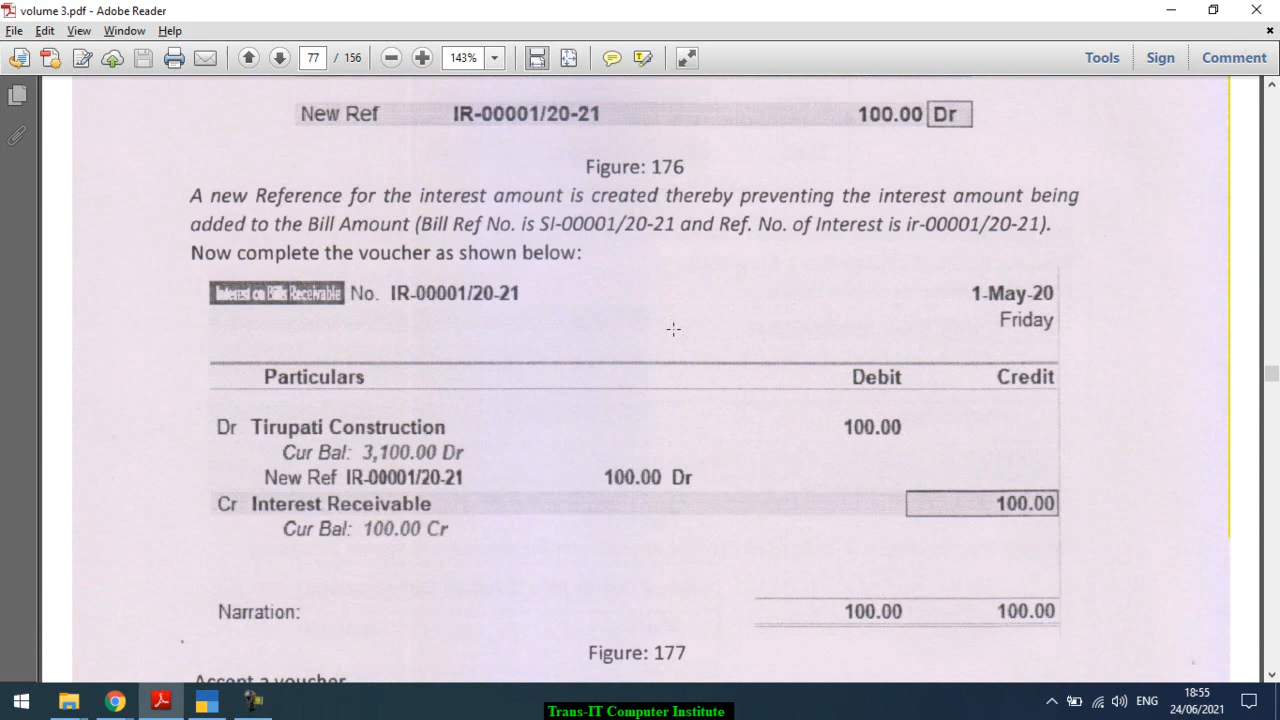 volume 3.pdf - Adobe Reader
File Edit View Window Help
77 / 156 143% Tools Sign Comment
New Ref IR-00001/20-21 100.00 Dr
Figure: 176
A new Reference for the interest amount is created thereby preventing the interest amount being
added to the Bill Amount (Bill Ref No. is SI-00001/20-21 and Ref. No. of Interest is ir-00001/20-21).
Now complete the voucher as shown below:
Interest on Bills Receivable No. IR-00001/20-21 1-May-20
Friday
Particulars Debit Credit
Dr Tirupati Construction 100.00
Cur Bal: 3,100.00 Dr
New Ref IR-00001/20-21 100.00 Dr
Cr Interest Receivable 100.00
Cur Bal: 100.00 Cr
Narration: 100.00 100.00
Figure: 177
Accept a voucher
ENG 18:55
24/06/2021
Trans-IT Computer Institute